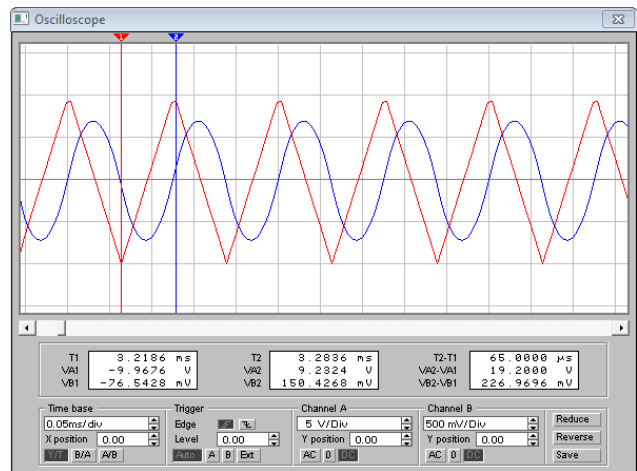 Oscilloscope
1 2
T1 3.2186 ms T2 3.2836 ms T2-T1 65.0000 µs
VA1 -9.9676 V VA2 9.2324 V VA2-VA1 19.2000 V
VB1 -76.5428 mV VB2 150.4268 mV VB2-VB1 226.9696 mV
Time base Trigger Channel A Channel B
0.05ms/div Edge 5 V/Div 500 mV/Div Reduce
X position 0.00 Level 0.00 Y position 0.00 Y position 0.00 Reverse
Y/T B/A A/B Auto A B Ext AC 0 DC AC 0 DC Save